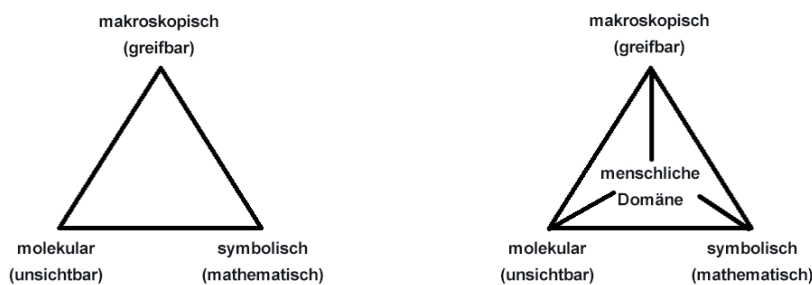 makroskopisch
(greifbar)
molekular
(unsichtbar)
symbolisch
(mathematisch)
makroskopisch
(greifbar)
menschliche
Domäne
molekular
(unsichtbar)
symbolisch
(mathematisch)